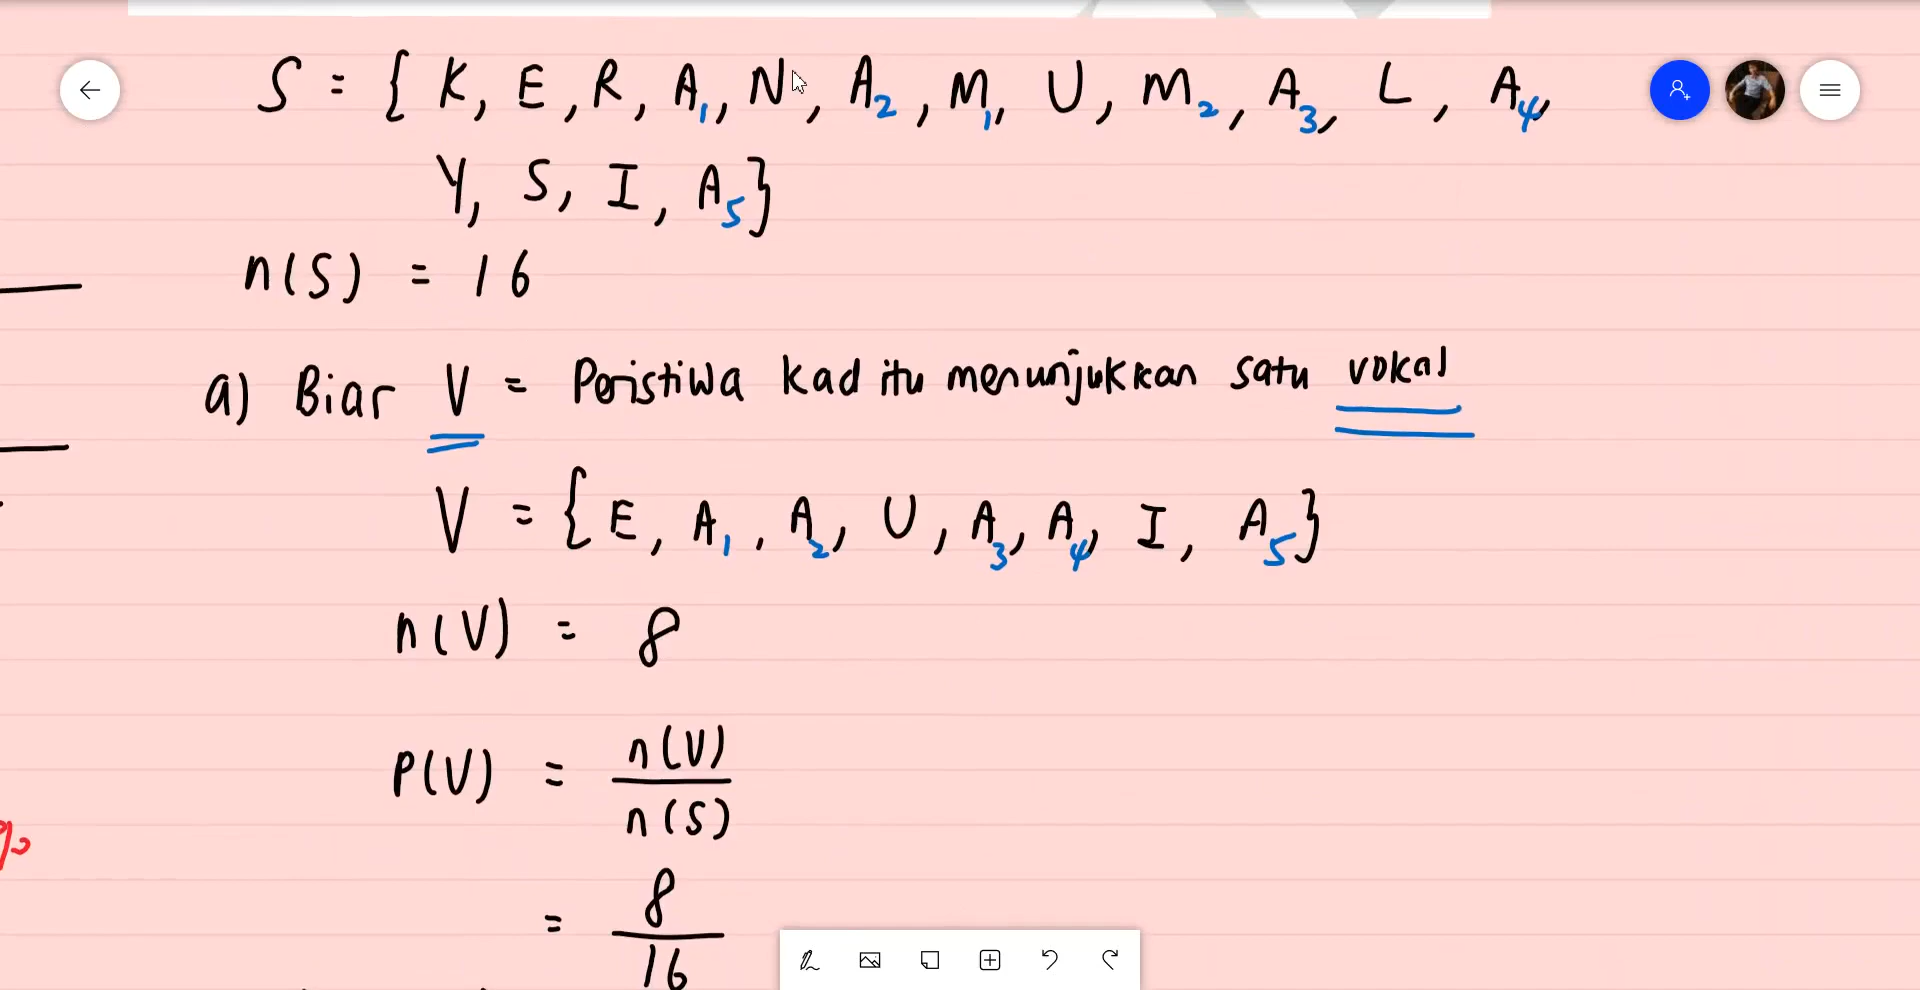 S = { K, E, R, A₁, N, A₂, M₁, U, M₂, A₃, L, A₄,
Y, S, I, A₅}
n(S) = 16
a) Biar V = Peristiwa kad itu menunjukkan satu vokal
V = {E, A₁, A₂, U, A₃, A₄, I, A₅}
n(V) = 8
P(V) = n(V)/n(S)
= 8/16